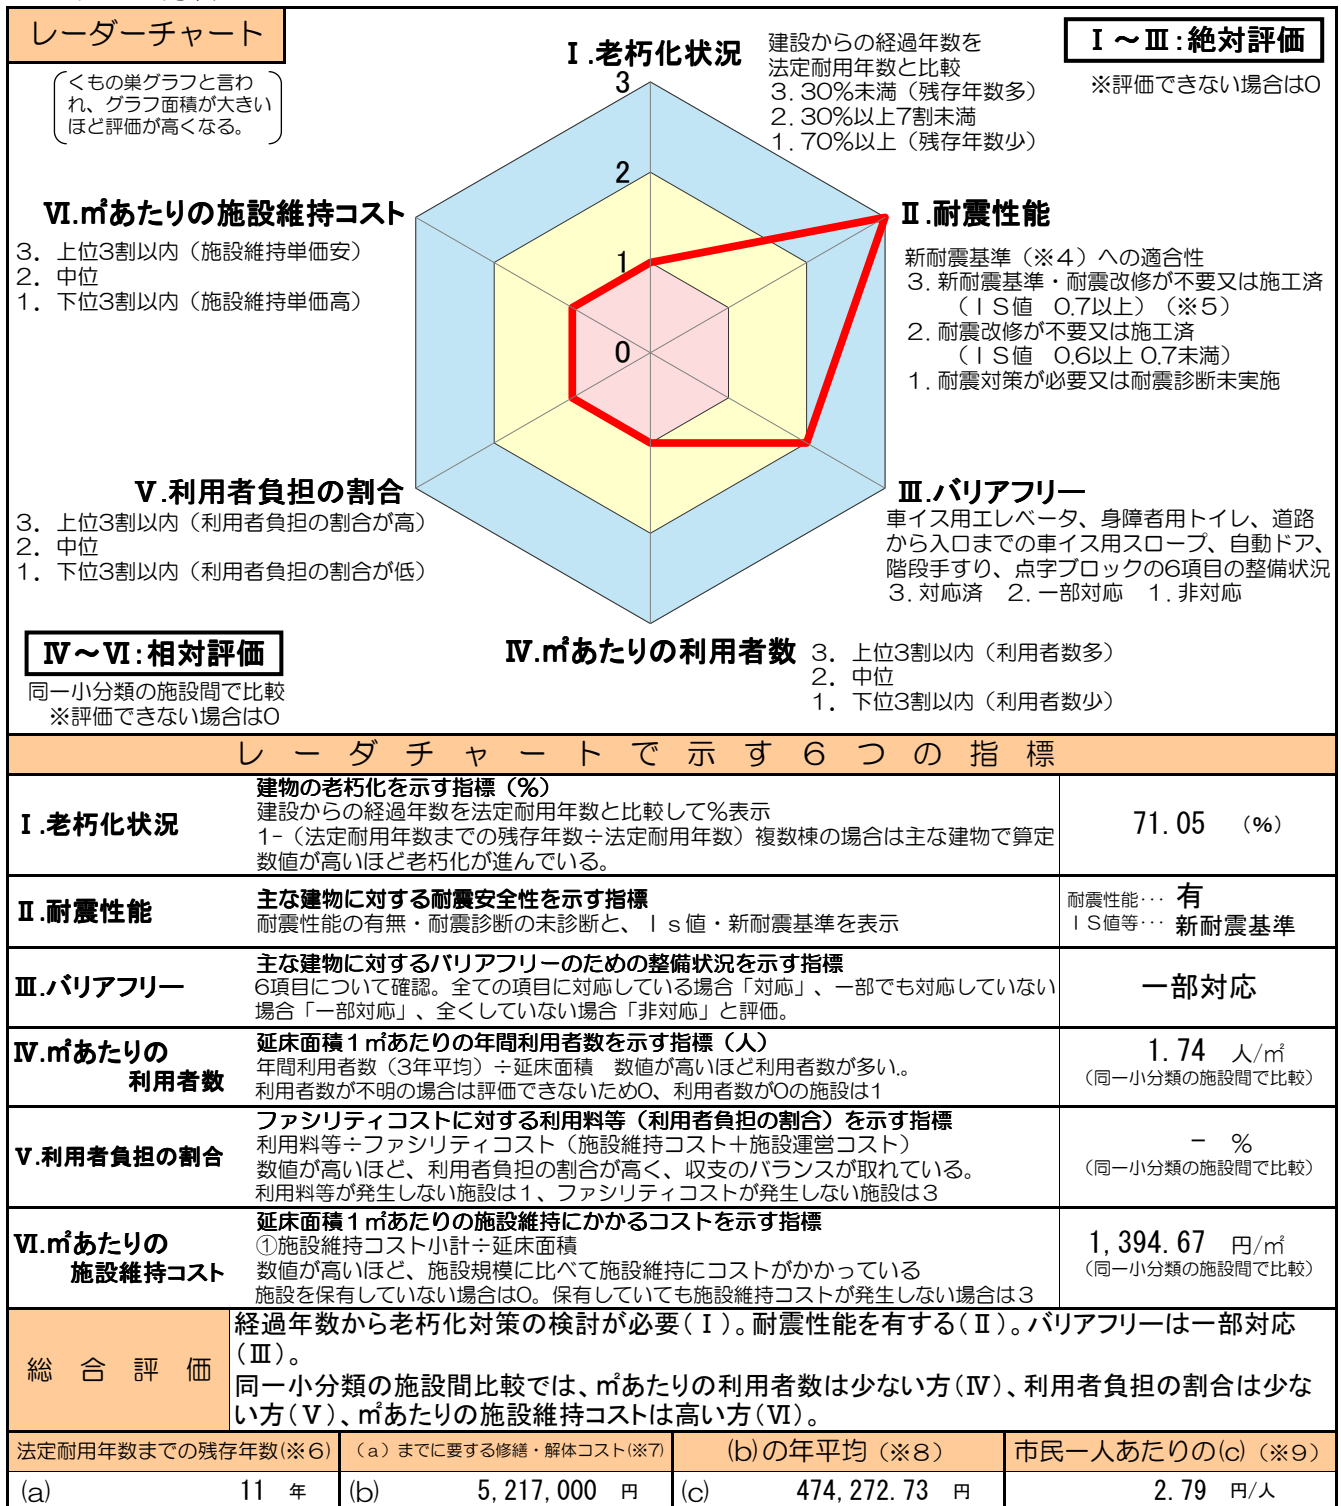 レーダーチャート
くもの巣グラフと言わ
れ、グラフ面積が大きい
ほど評価が高くなる。
Ⅰ.老朽化状況
建設からの経過年数を
法定耐用年数と比較
3. 30%未満（残存年数多）
2. 30%以上7割未満
1. 70%以上（残存年数少）
Ⅰ～Ⅲ:絶対評価
※評価できない場合は0
3
2
1
0
Ⅵ.㎡あたりの施設維持コスト
3. 上位3割以内（施設維持単価安）
2. 中位
1. 下位3割以内（施設維持単価高）
Ⅱ.耐震性能
新耐震基準（※4）への適合性
3. 新耐震基準・耐震改修が不要又は施工済
（ＩＳ値 0.7以上）（※5）
2. 耐震改修が不要又は施工済
（ＩＳ値 0.6以上 0.7未満）
1. 耐震対策が必要又は耐震診断未実施
Ⅴ.利用者負担の割合
3. 上位3割以内（利用者負担の割合が高）
2. 中位
1. 下位3割以内（利用者負担の割合が低）
Ⅲ.バリアフリー
車イス用エレベータ、身障者用トイレ、道路
から入口までの車イス用スロープ、自動ドア、
階段手すり、点字ブロックの6項目の整備状況
3. 対応済 2. 一部対応 1. 非対応
Ⅳ～Ⅵ:相対評価
同一小分類の施設間で比較
※評価できない場合は0
Ⅳ.㎡あたりの利用者数
3. 上位3割以内（利用者数多）
2. 中位
1. 下位3割以内（利用者数少）
レーダチャートで示す6つの指標
Ⅰ.老朽化状況
建物の老朽化を示す指標（%）
建設からの経過年数を法定耐用年数と比較して%表示
1-（法定耐用年数までの残存年数÷法定耐用年数）複数棟の場合は主な建物で算定
数値が高いほど老朽化が進んでいる。
71.05 （%）
Ⅱ.耐震性能
主な建物に対する耐震安全性を示す指標
耐震性能の有無・耐震診断の未診断と、Ｉｓ値・新耐震基準を表示
耐震性能… 有
ＩＳ値等… 新耐震基準
Ⅲ.バリアフリー
主な建物に対するバリアフリーのための整備状況を示す指標
6項目について確認。全ての項目に対応している場合「対応」、一部でも対応していない
場合「一部対応」、全くしていない場合「非対応」と評価。
一部対応
Ⅳ.㎡あたりの
利用者数
延床面積１㎡あたりの年間利用者数を示す指標（人）
年間利用者数（3年平均）÷延床面積 数値が高いほど利用者数が多い。
利用者数が不明の場合は評価できないため0、利用者数が0の施設は1
1.74 人/㎡
（同一小分類の施設間で比較）
Ⅴ.利用者負担の割合
ファシリティコストに対する利用料等（利用者負担の割合）を示す指標
利用料等÷ファシリティコスト（施設維持コスト＋施設運営コスト）
数値が高いほど、利用者負担の割合が高く、収支のバランスが取れている。
利用料等が発生しない施設は１、ファシリティコストが発生しない施設は３
- %
（同一小分類の施設間で比較）
Ⅵ.㎡あたりの
施設維持コスト
延床面積１㎡あたりの施設維持にかかるコストを示す指標
①施設維持コスト小計÷延床面積
数値が高いほど、施設規模に比べて施設維持にコストがかかっている
施設を保有していない場合は0。保有していても施設維持コストが発生しない場合は３
1,394.67 円/㎡
（同一小分類の施設間で比較）
総合評価
経過年数から老朽化対策の検討が必要(Ⅰ)。耐震性能を有する(Ⅱ)。バリアフリーは一部対応
(Ⅲ)。
同一小分類の施設間比較では、㎡あたりの利用者数は少ない方(Ⅳ)、利用者負担の割合は少な
い方(Ⅴ)、㎡あたりの施設維持コストは高い方(Ⅵ)。
法定耐用年数までの残存年数(※6)
（a）までに要する修繕・解体コスト(※7)
(b)の年平均（※8）
市民一人あたりの(c)（※9）
(a) 11 年
(b) 5,217,000 円
(c) 474,272.73 円
2.79 円/人